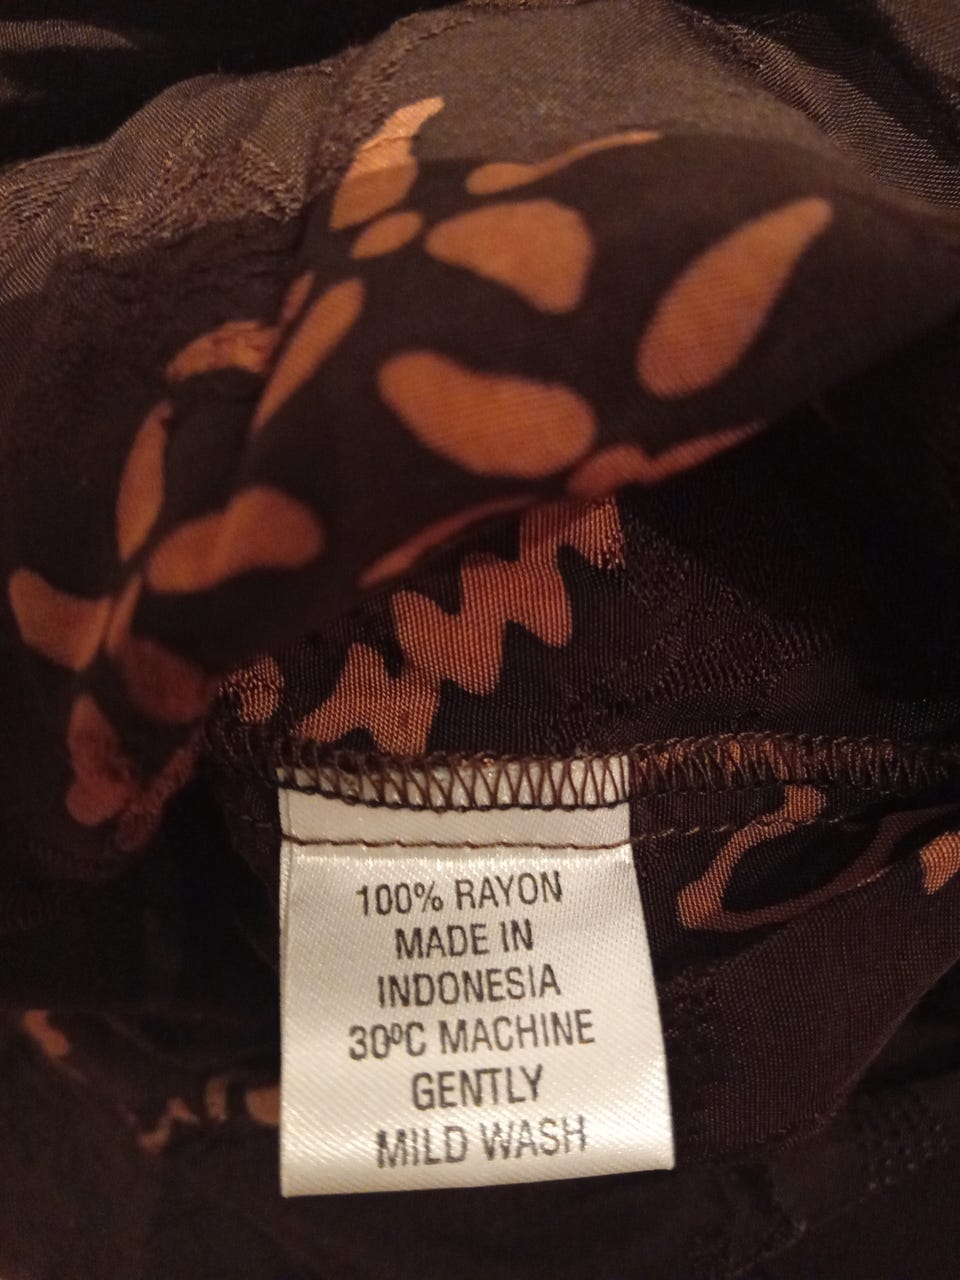 100% RAYON
MADE IN
INDONESIA
30ºC MACHINE
GENTLY
MILD WASH